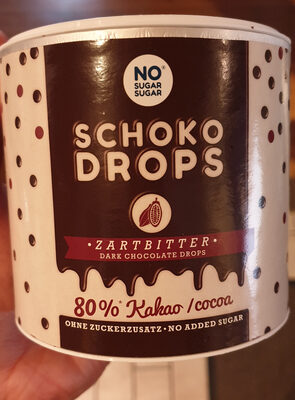 NO®
SUGAR
SUGAR
SCHOKO
DROPS
• ZARTBITTER •
DARK CHOCOLATE DROPS
80%* Kakao /cocoa
OHNE ZUCKERZUSATZ • NO ADDED SUGAR